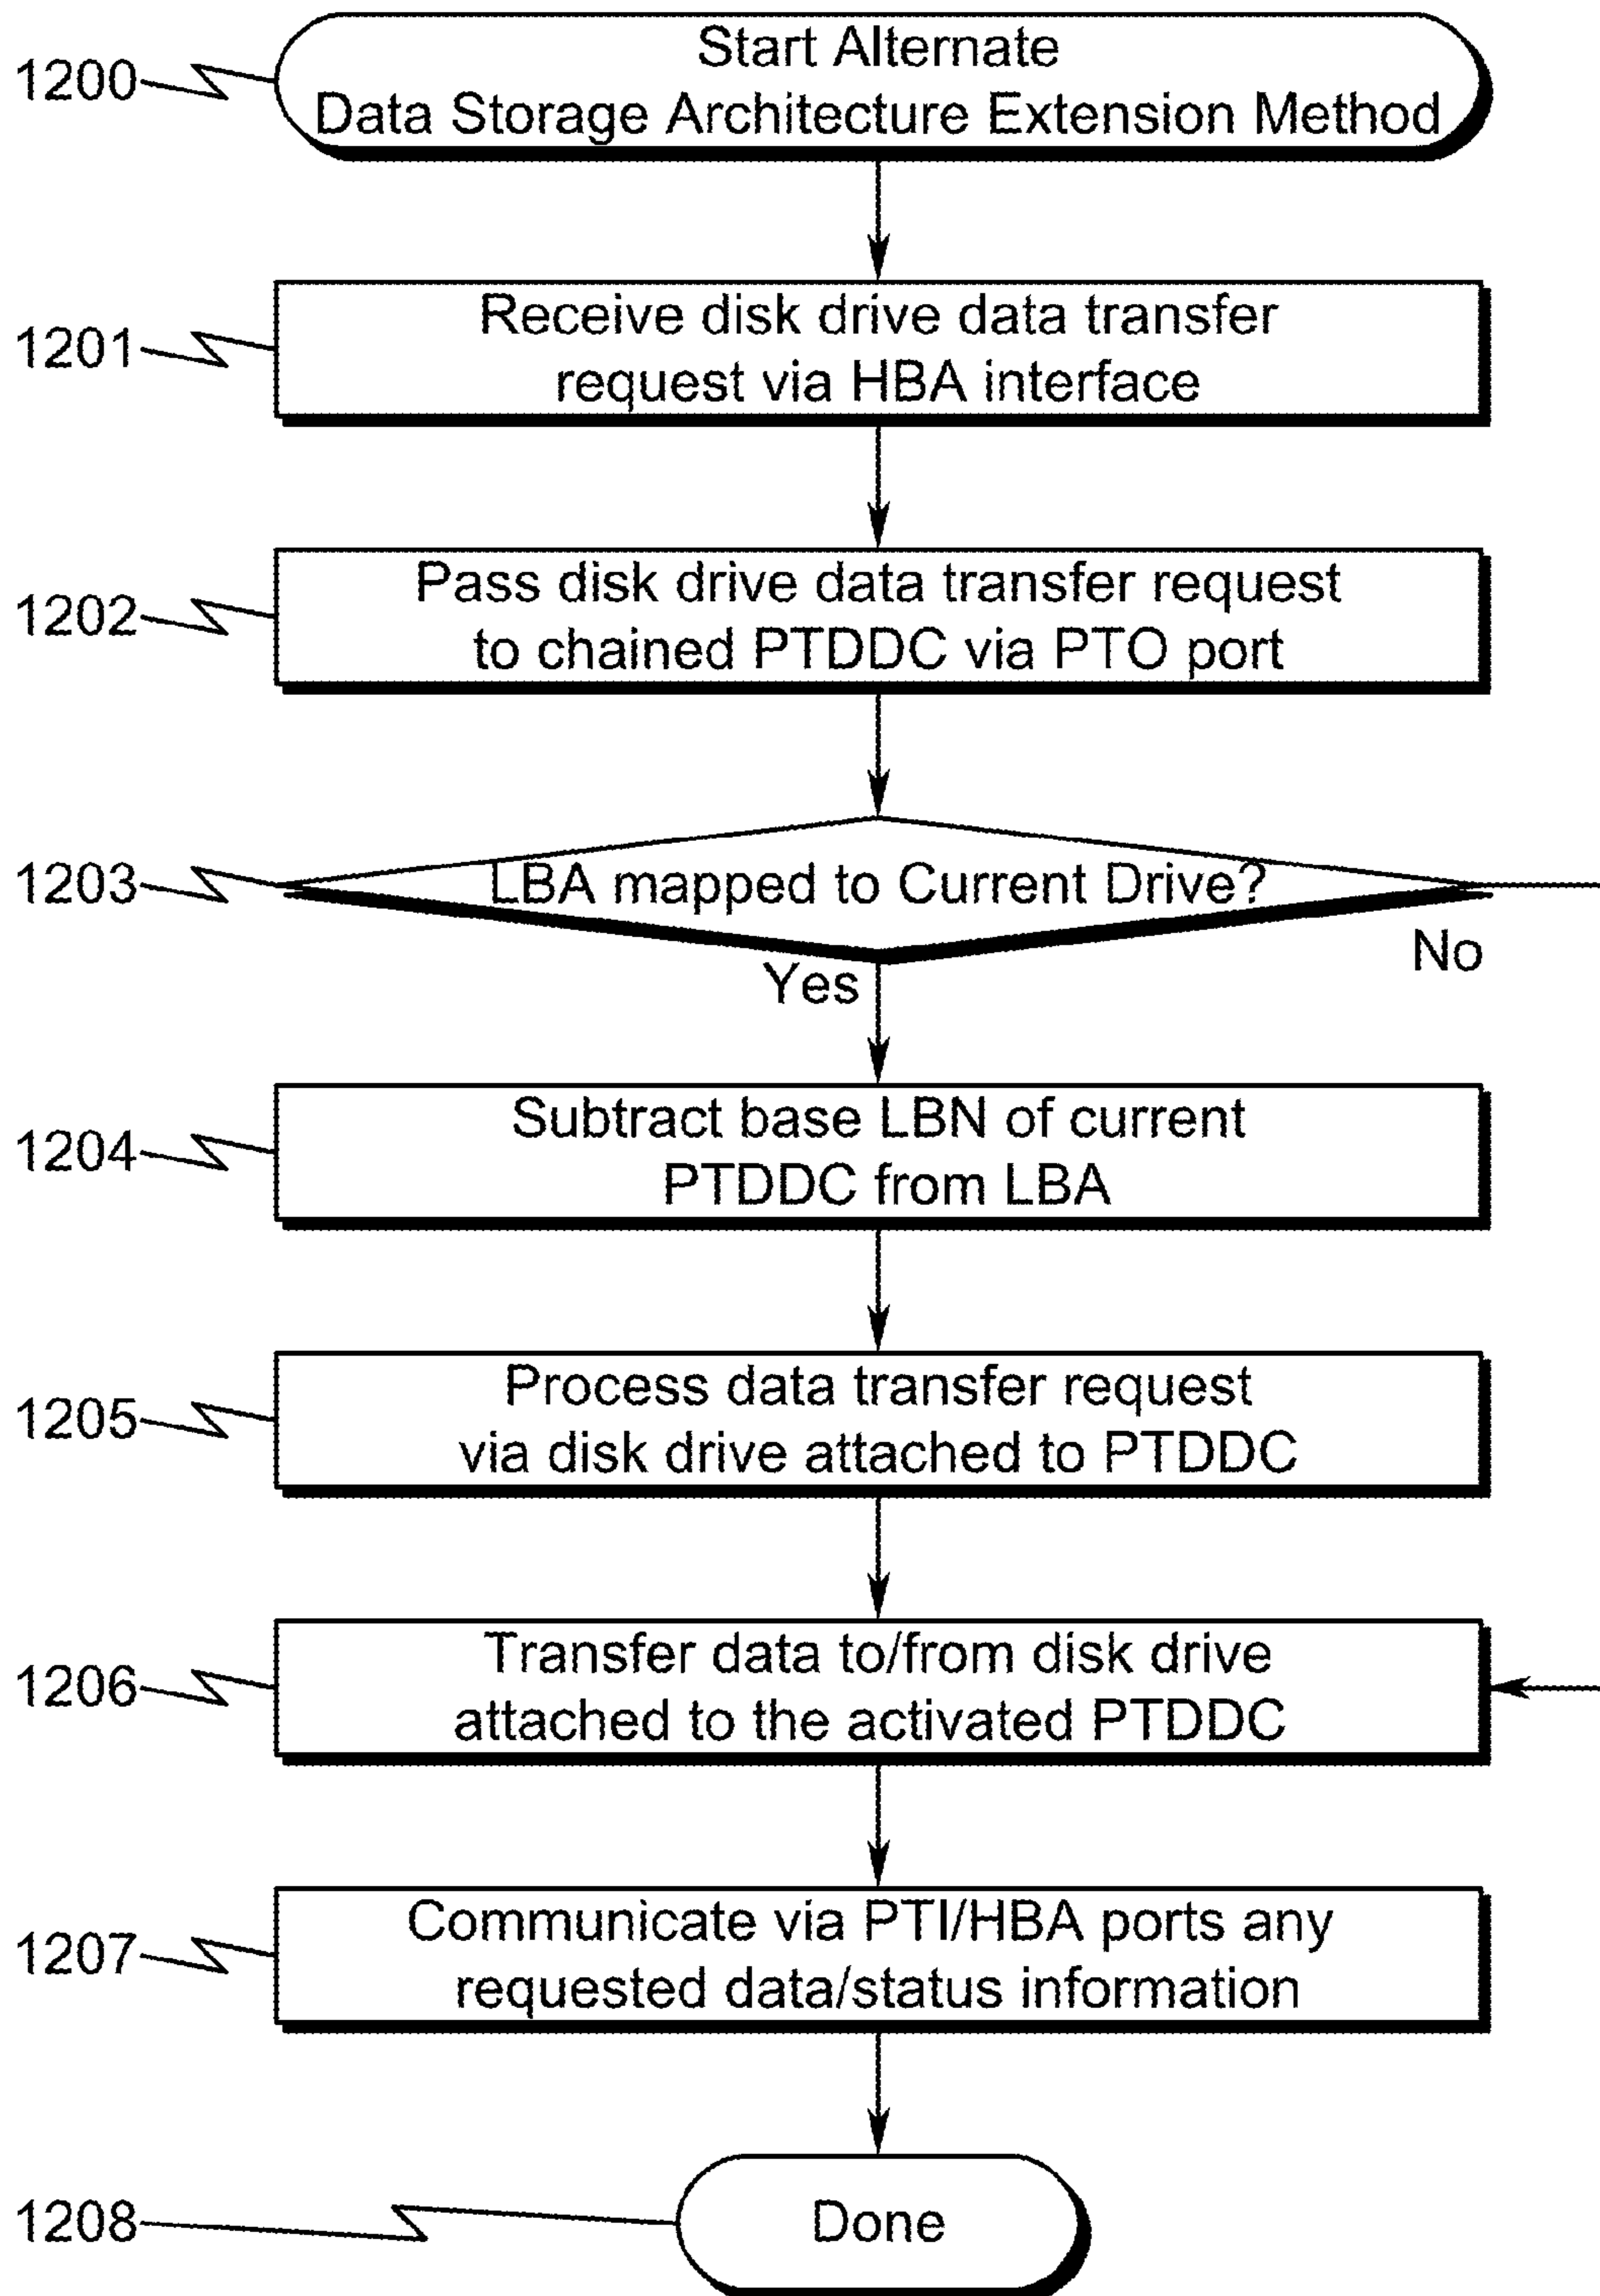 1200
Start Alternate
Data Storage Architecture Extension Method
1201
Receive disk drive data transfer
request via HBA interface
1202
Pass disk drive data transfer request
to chained PTDDC via PTO port
1203
LBA mapped to Current Drive?
No
Yes
1204
Subtract base LBN of current
PTDDC from LBA
1205
Process data transfer request
via disk drive attached to PTDDC
1206
Transfer data to/from disk drive
attached to the activated PTDDC
1207
Communicate via PTI/HBA ports any
requested data/status information
1208
Done